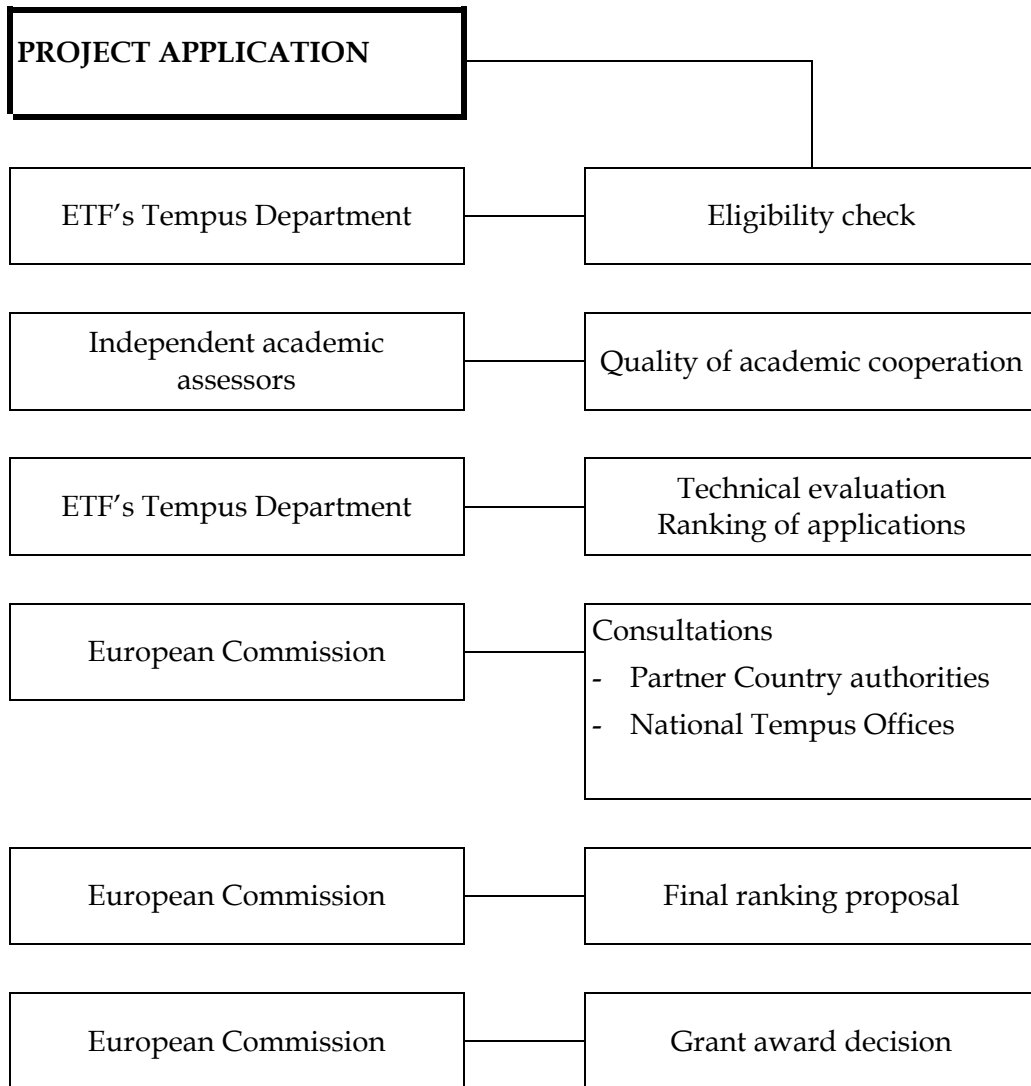 PROJECT APPLICATION
ETF’s Tempus Department
Eligibility check
Independent academic
assessors
Quality of academic cooperation
ETF’s Tempus Department
Technical evaluation
Ranking of applications
European Commission
Consultations
- Partner Country authorities
- National Tempus Offices
European Commission
Final ranking proposal
European Commission
Grant award decision